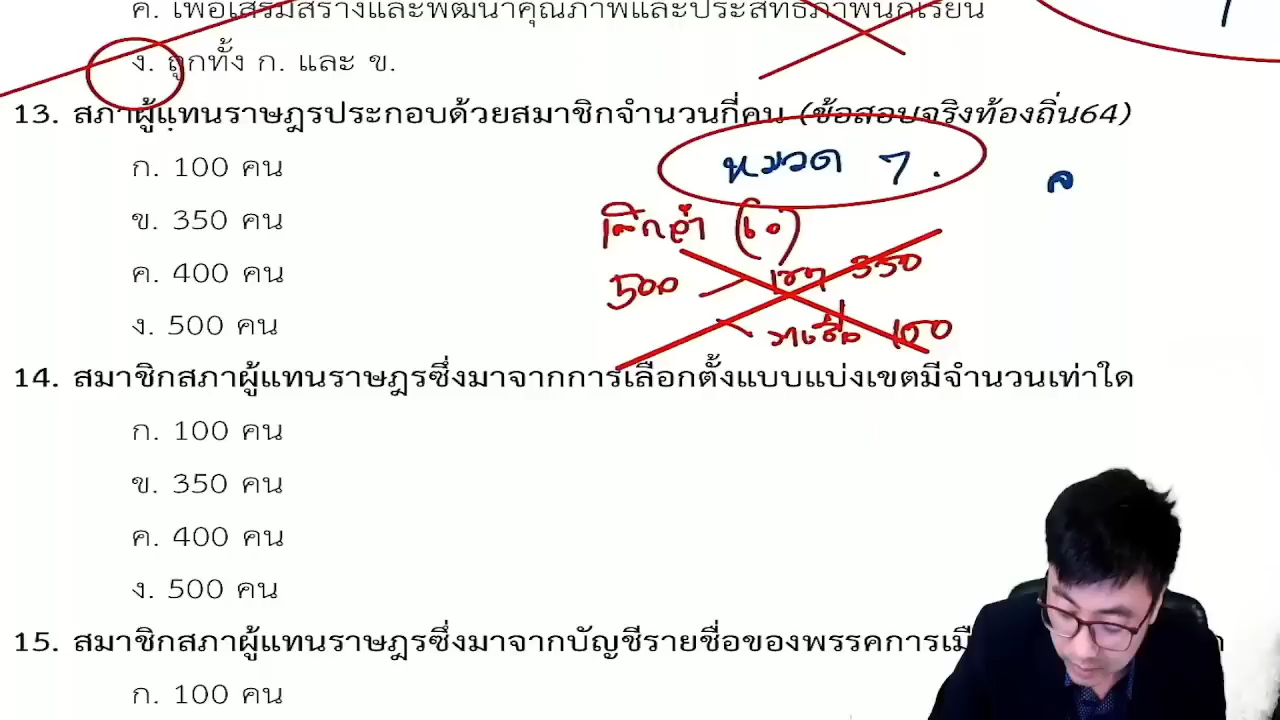 ค. เพื่อเสริมสร้างและพัฒนาคุณภาพและประสิทธิภาพนักเรียน
ง. ถูกทั้ง ก. และ ข.
13. สภาผู้แทนราษฎรประกอบด้วยสมาชิกจำนวนกี่คน (ข้อสอบจริงท้องถิ่น64)
ก. 100 คน
หมวด 7.
ข. 350 คน
ค. 400 คน
500
เขต 350
ง. 500 คน
100
14. สมาชิกสภาผู้แทนราษฎรซึ่งมาจากการเลือกตั้งแบบแบ่งเขตมีจำนวนเท่าใด
ก. 100 คน
ข. 350 คน
ค. 400 คน
ง. 500 คน
15. สมาชิกสภาผู้แทนราษฎรซึ่งมาจากบัญชีรายชื่อของพรรคการเมือ
ก. 100 คน